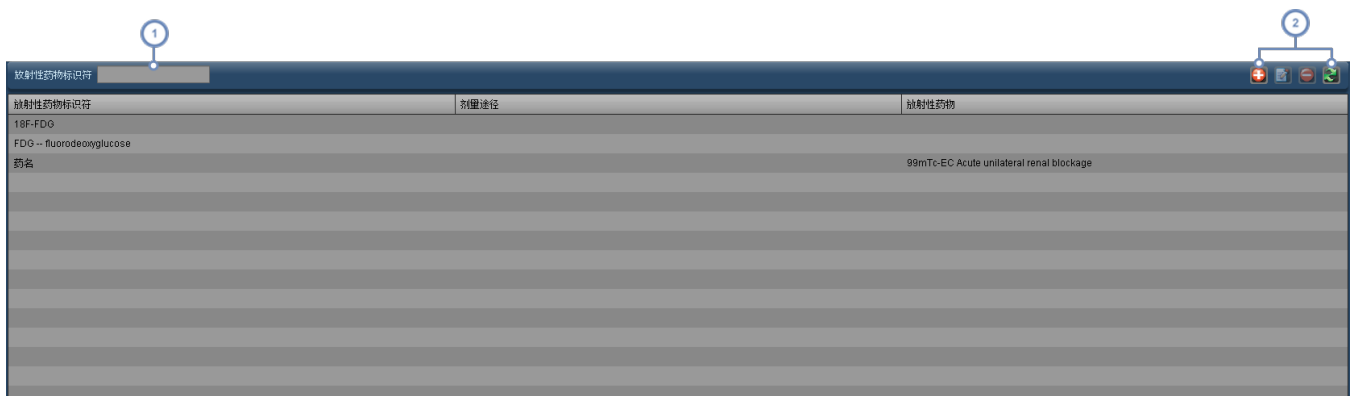 1
2
放射性药物标识符
放射性药物标识符 剂量途径 放射性药物
18F-FDG
FDG -- fluorodeoxyglucose
药名 99mTc-EC Acute unilateral renal blockage